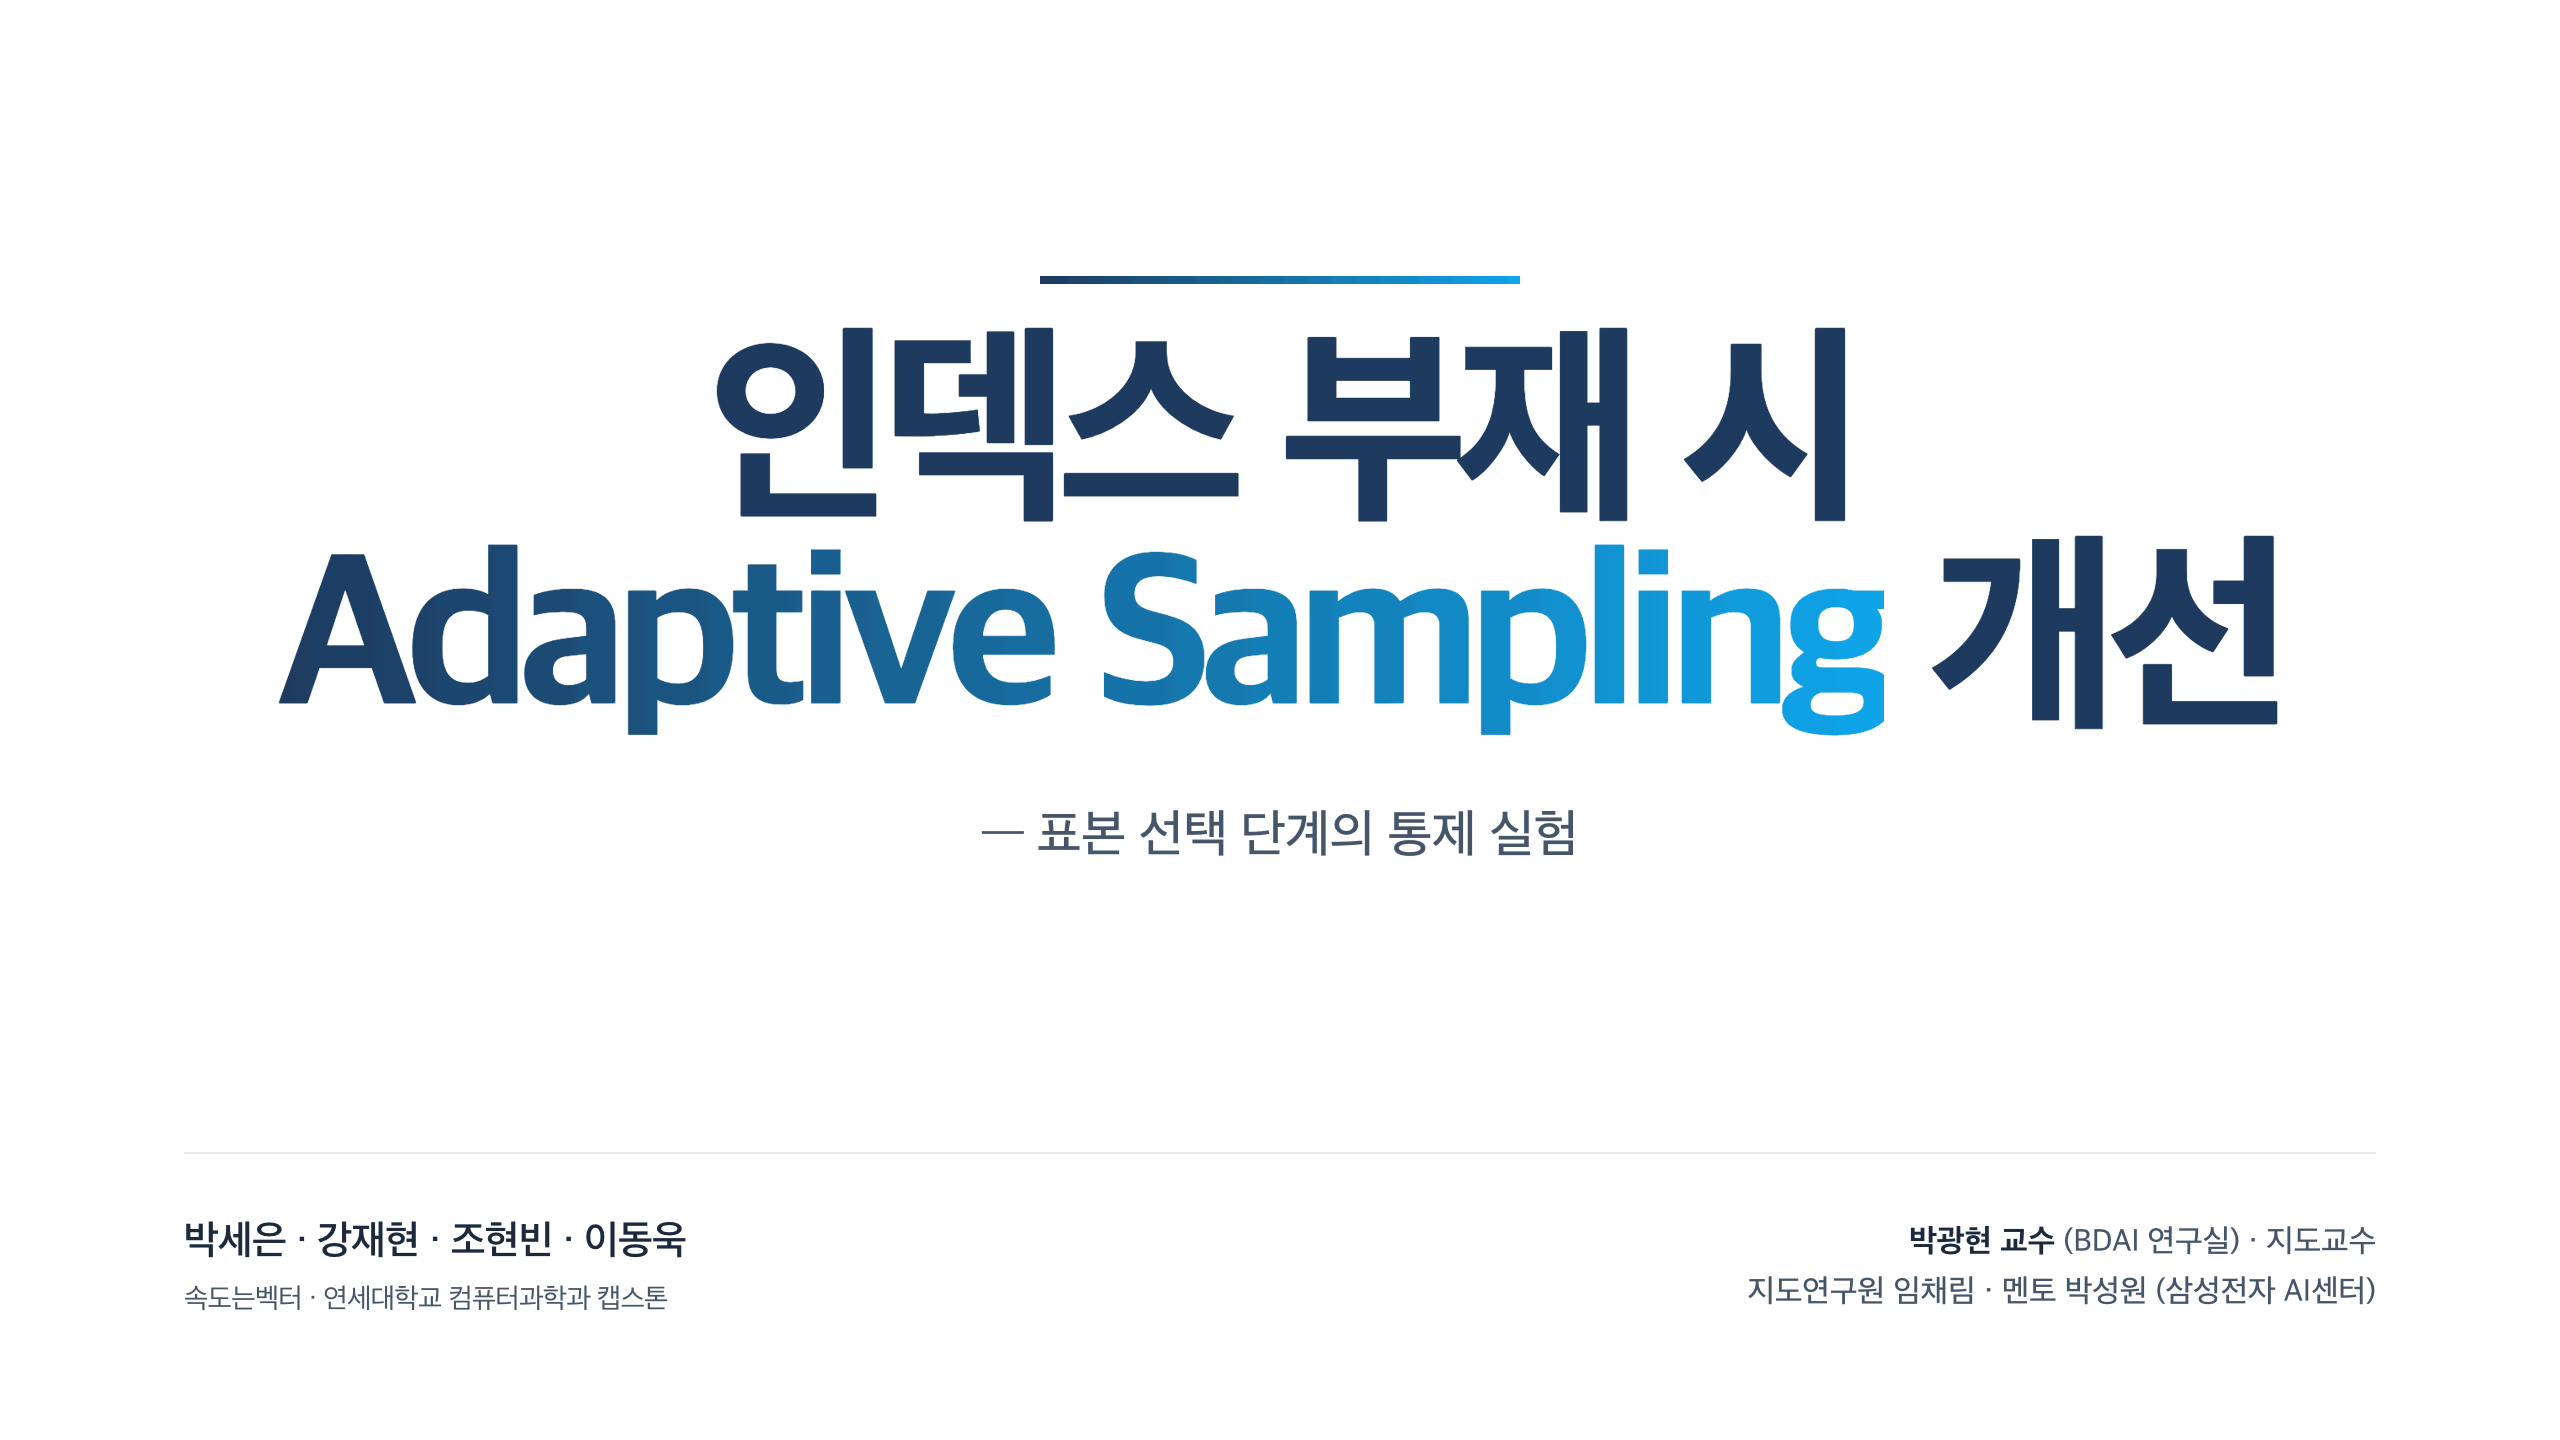 인덱스 부재 시
Adaptive Sampling 개선
— 표본 선택 단계의 통제 실험
박세은 · 강재현 · 조현빈 · 이동욱
속도는벡터 · 연세대학교 컴퓨터과학과 캡스톤
박광현 교수 (BDAI 연구실) · 지도교수
지도연구원 임채림 · 멘토 박성원 (삼성전자 AI센터)